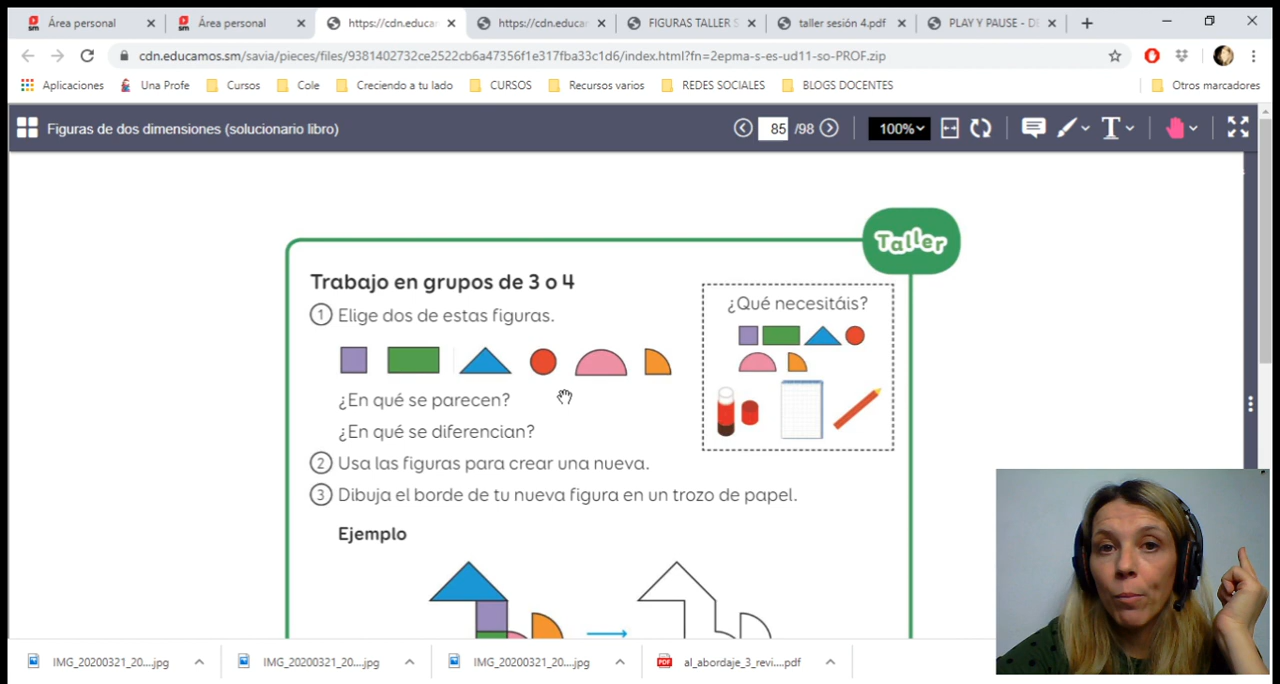 Área personal
Área personal
https://cdn.educa
https://cdn.educa
FIGURAS TALLER S
taller sesión 4.pdf
PLAY Y PAUSE - DE
cdn.educamos.sm/savia/pieces/files/9381402732ce2522cb6a47356f1e317fba33c1d6/index.html?fn=2epma-s-es-ud11-so-PROF.zip
Aplicaciones
Una Profe
Cursos
Cole
Creciendo a tu lado
CURSOS
Recursos varios
REDES SOCIALES
BLOGS DOCENTES
Otros marcadores
Figuras de dos dimensiones (solucionario libro)
85 /98
100%
T
Taller
Trabajo en grupos de 3 o 4
1 Elige dos de estas figuras.
¿En qué se parecen?
¿En qué se diferencian?
2 Usa las figuras para crear una nueva.
3 Dibuja el borde de tu nueva figura en un trozo de papel.
Ejemplo
¿Qué necesitáis?
IMG_20200321_20....jpg
IMG_20200321_20....jpg
IMG_20200321_20....jpg
PDF
al_abordaje_3_revi....pdf